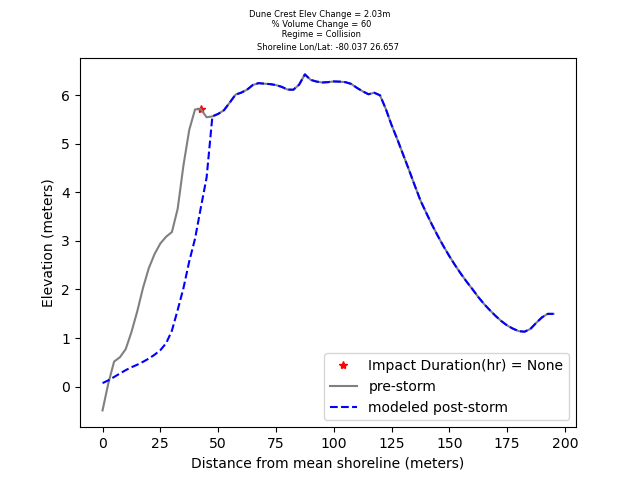 Dune Crest Elev Change = 2.03m
% Volume Change = 60
Regime = Collision
Shoreline Lon/Lat: -80.037 26.657
Elevation (meters)
6
5
4
3
2
1
0
Impact Duration(hr) = None
pre-storm
modeled post-storm
0 25 50 75 100 125 150 175 200
Distance from mean shoreline (meters)